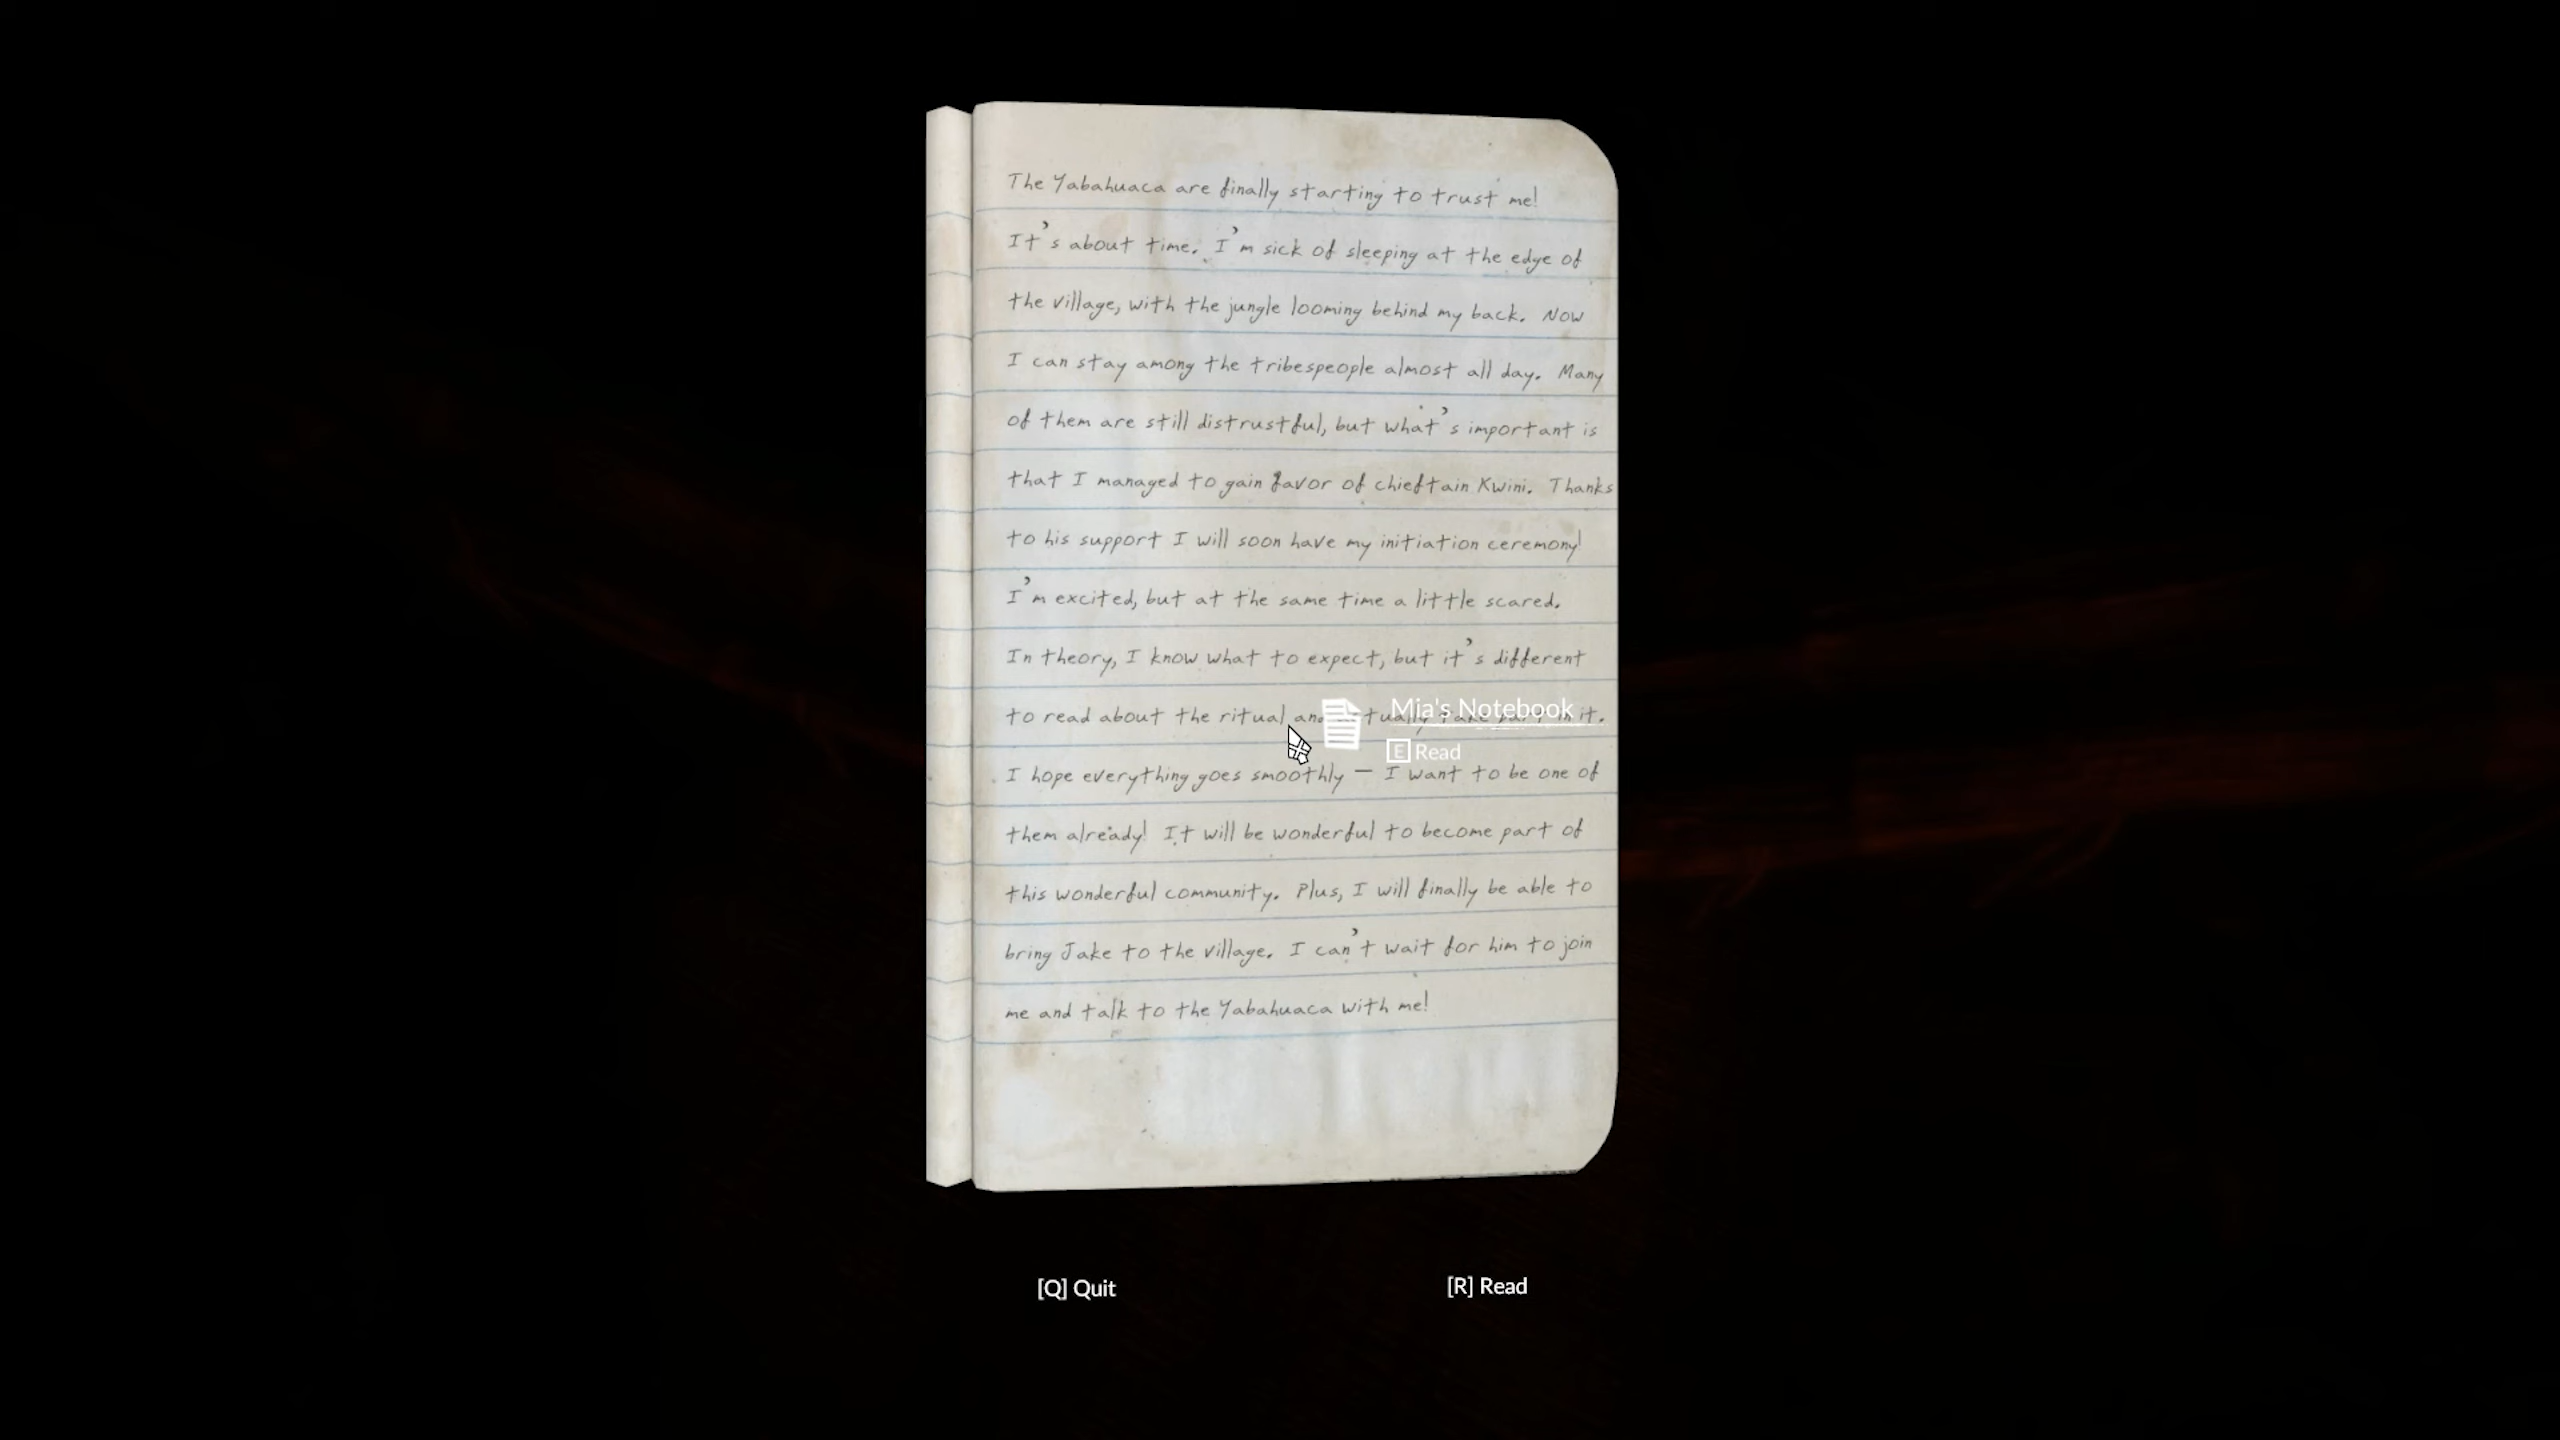 The Yabahuaca are finally starting to trust me!
It's about time. I'm sick of sleeping at the edge of
the village, with the jungle looming behind my back. Now
I can stay among the tribespeople almost all day. Many
of them are still distrustful, but what's important is
that I managed to gain favor of chieftain Kwini. Thanks
to his support I will soon have my initiation ceremony!
I'm excited, but at the same time a little scared.
In theory, I know what to expect, but it's different
to read about the ritual and actually take part in it.
Mia's Notebook
[E] Read
I hope everything goes smoothly — I want to be one of
them already! It will be wonderful to become part of
this wonderful community. Plus, I will finally be able to
bring Jake to the village. I can't wait for him to join
me and talk to the Yabahuaca with me!
[Q] Quit
[R] Read